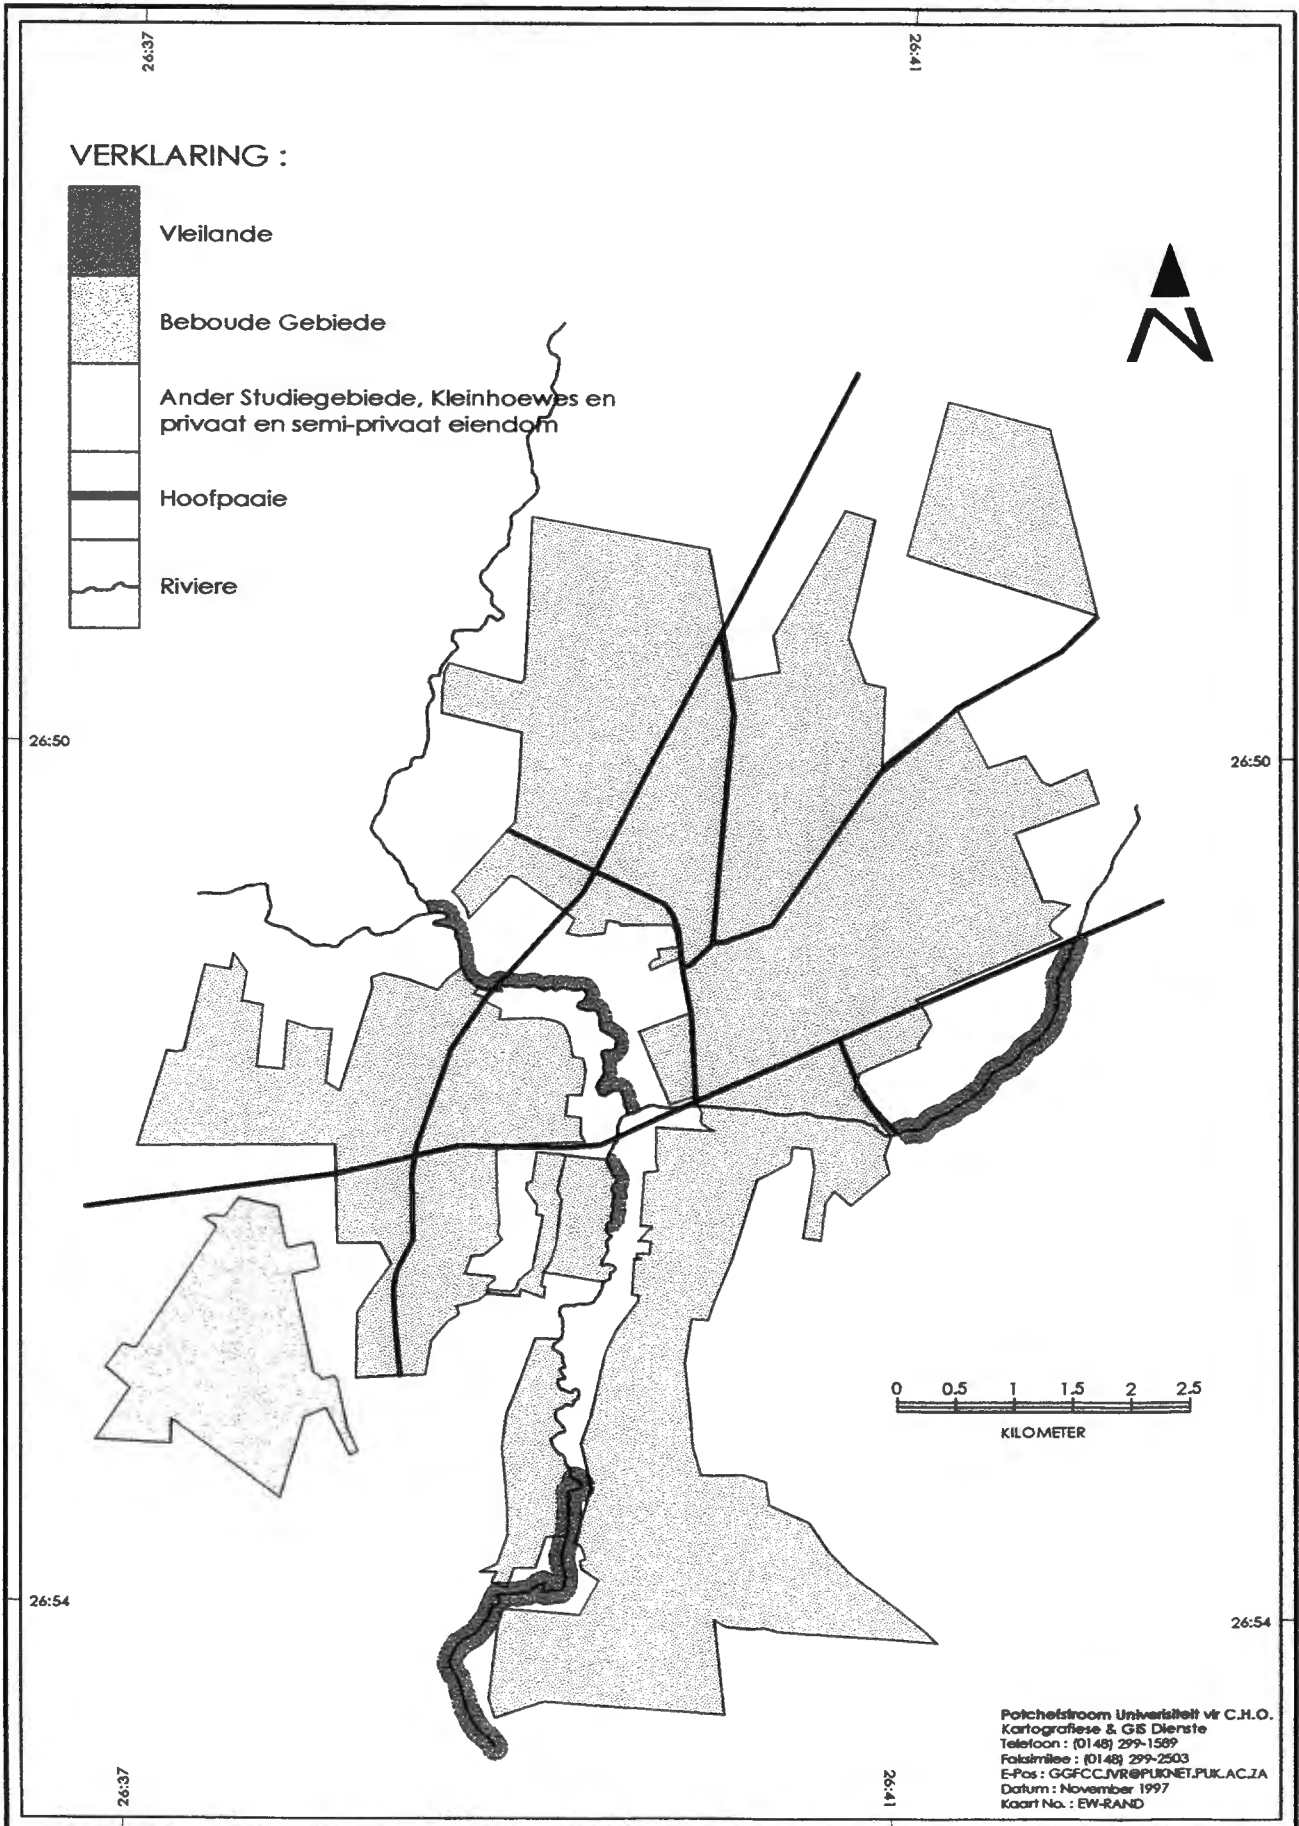 26:37
26:41
VERKLARING :
Vleilande
Beboude Gebiede
Ander Studiegebiede, Kleinhoewes en
privaat en semi-privaat eiendom
Hoofpaaie
Riviere
26:50
26:50
0 0.5 1 1.5 2 2.5
KILOMETER
26:54
26:54
Potchefstroom Univerisiteit vir C.H.O.
Kartografiese & GIS Dienste
Telefoon : (0148) 299-1589
Faksimilee : (0148) 299-2503
E-Pos : GGFCCJVR@PUKNET.PUK.AC.ZA
Datum : November 1997
Kaart No. : EW-RAND
26:37
26:41